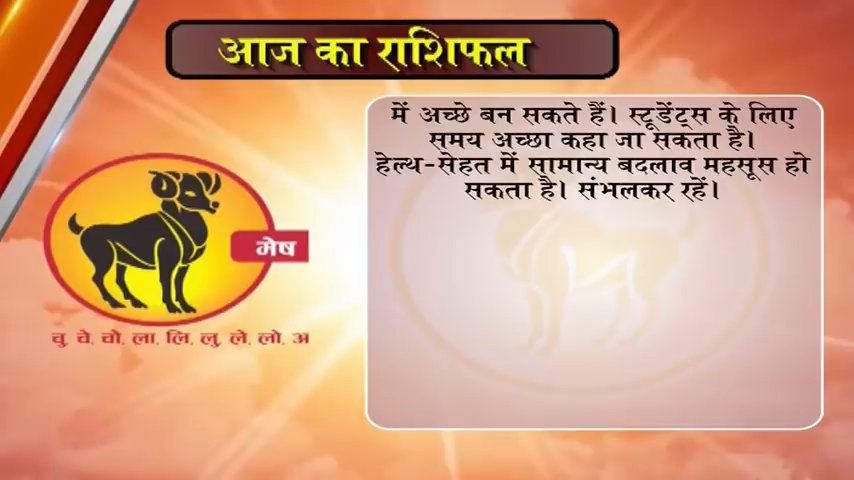 आज का राशिफल
में अच्छे बन सकते हैं। स्टूडेंट्स के लिए
समय अच्छा कहा जा सकता है।
हेल्थ-सेहत में सामान्य बदलाव महसूस हो
सकता है। संभलकर रहें।
मेष
चु, चे, चो, ला, लि, लु, ले, लो, अ